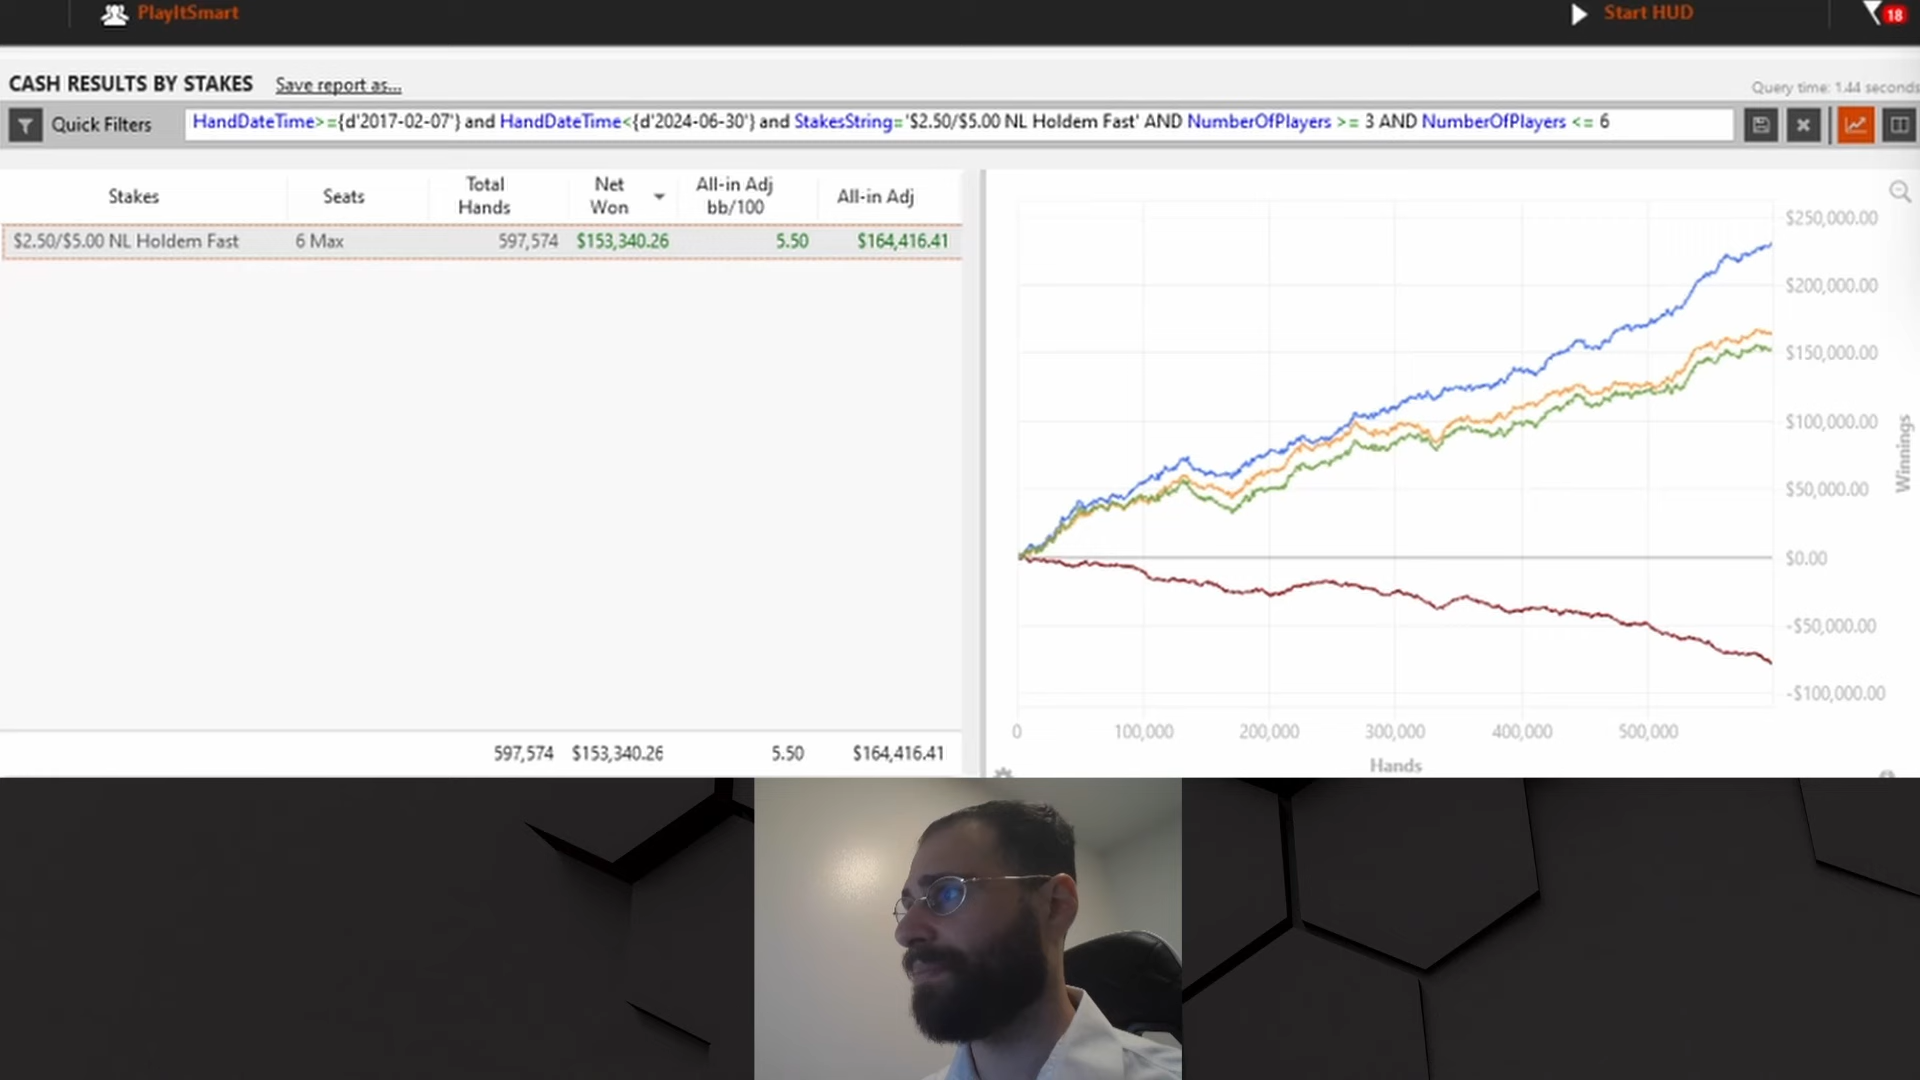 PlayItSmart
Start HUD
18
CASH RESULTS BY STAKES
Save report as...
Query time: 1.44 seconds
Quick Filters
HandDateTime>={d'2017-02-07'} and HandDateTime<{d'2024-06-30'} and StakesString='$2.50/$5.00 NL Holdem Fast' AND NumberOfPlayers >= 3 AND NumberOfPlayers <= 6
Stakes Seats Total Hands Net Won All-in Adj bb/100 All-in Adj
$2.50/$5.00 NL Holdem Fast 6 Max 597,574 $153,340.26 5.50 $164,416.41
597,574 $153,340.26 5.50 $164,416.41
$250,000.00
$200,000.00
$150,000.00
$100,000.00
$50,000.00
$0.00
-$50,000.00
-$100,000.00
Winnings
0 100,000 200,000 300,000 400,000 500,000
Hands